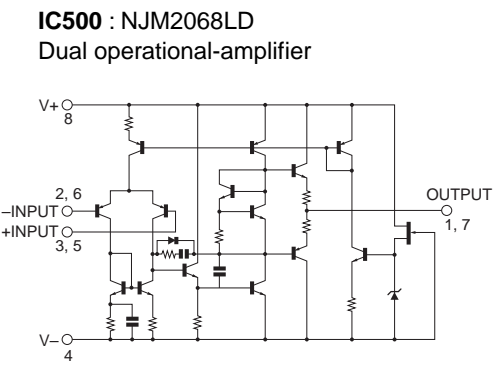 IC500 : NJM2068LD
Dual operational-amplifier
V+
8
2, 6
–INPUT
+INPUT
3, 5
OUTPUT
1, 7
V–
4